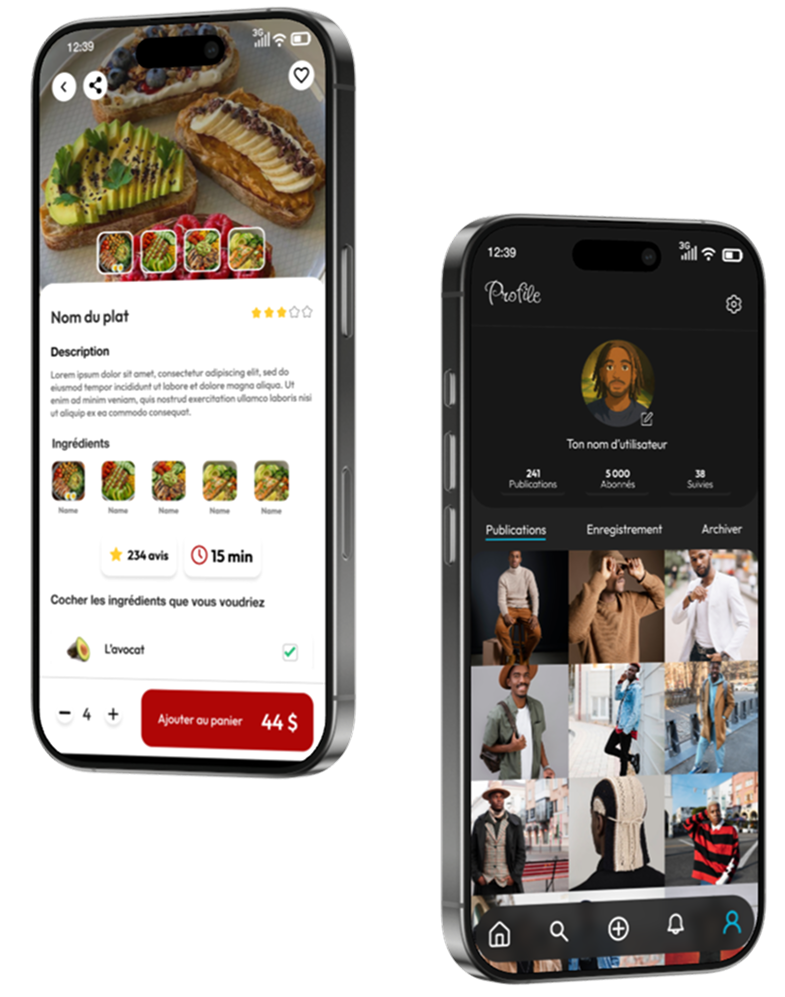 12:39
3G
Nom du plat
Description
Lorem ipsum dolor sit amet, consectetur adipiscing elit, sed do
eiusmod tempor incididunt ut labore et dolore magna aliqua. Ut
enim ad minim veniam, quis nostrud exercitation ullamco laboris nisi
ut aliquip ex ea commodo consequat.
Ingrédients
Name Name Name Name Name
234 avis 15 min
Cocher les ingrédients que vous voudriez
L'avocat
4 Ajouter au panier 44 $
12:39
3G
Profile
Ton nom d'utilisateur
241 5 000 38
Publications Abonnés Suivies
Publications Enregistrement Archiver